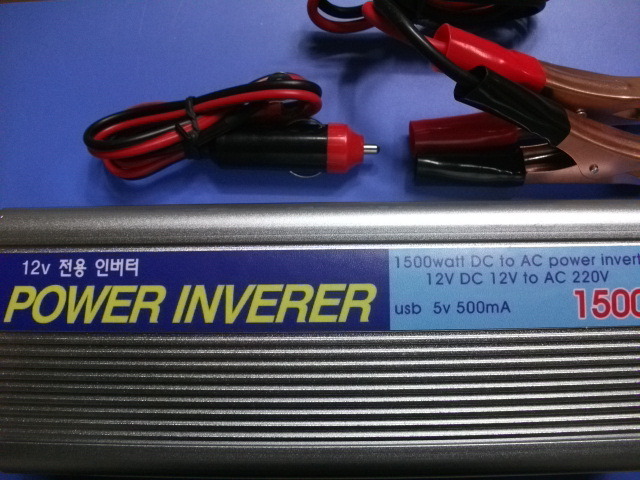 12v 전용 인버터
POWER INVERER
1500watt DC to AC power invert
12V DC 12V to AC 220V
usb 5v 500mA
1500